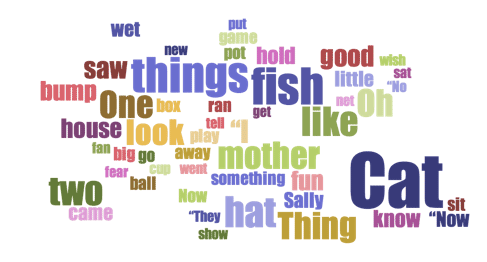 put
wet
game
new
pot
hold
good
wish
saw
things
fish
little
sat
"No
bump
One
box
ran
get
net
Oh
house
look
play
tell
"I
like
fan
big
go
away
mother
fear
cup
went
something
fun
Cat
two
ball
Now
Sally
came
"They
hat
Thing
know
sit
"Now
show